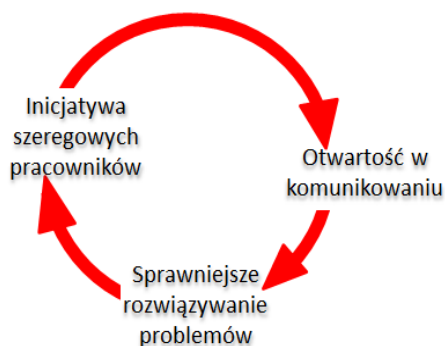 Inicjatywa
szeregowych
pracowników
Otwartość w
komunikowaniu
Sprawniejsze
rozwiązywanie
problemów